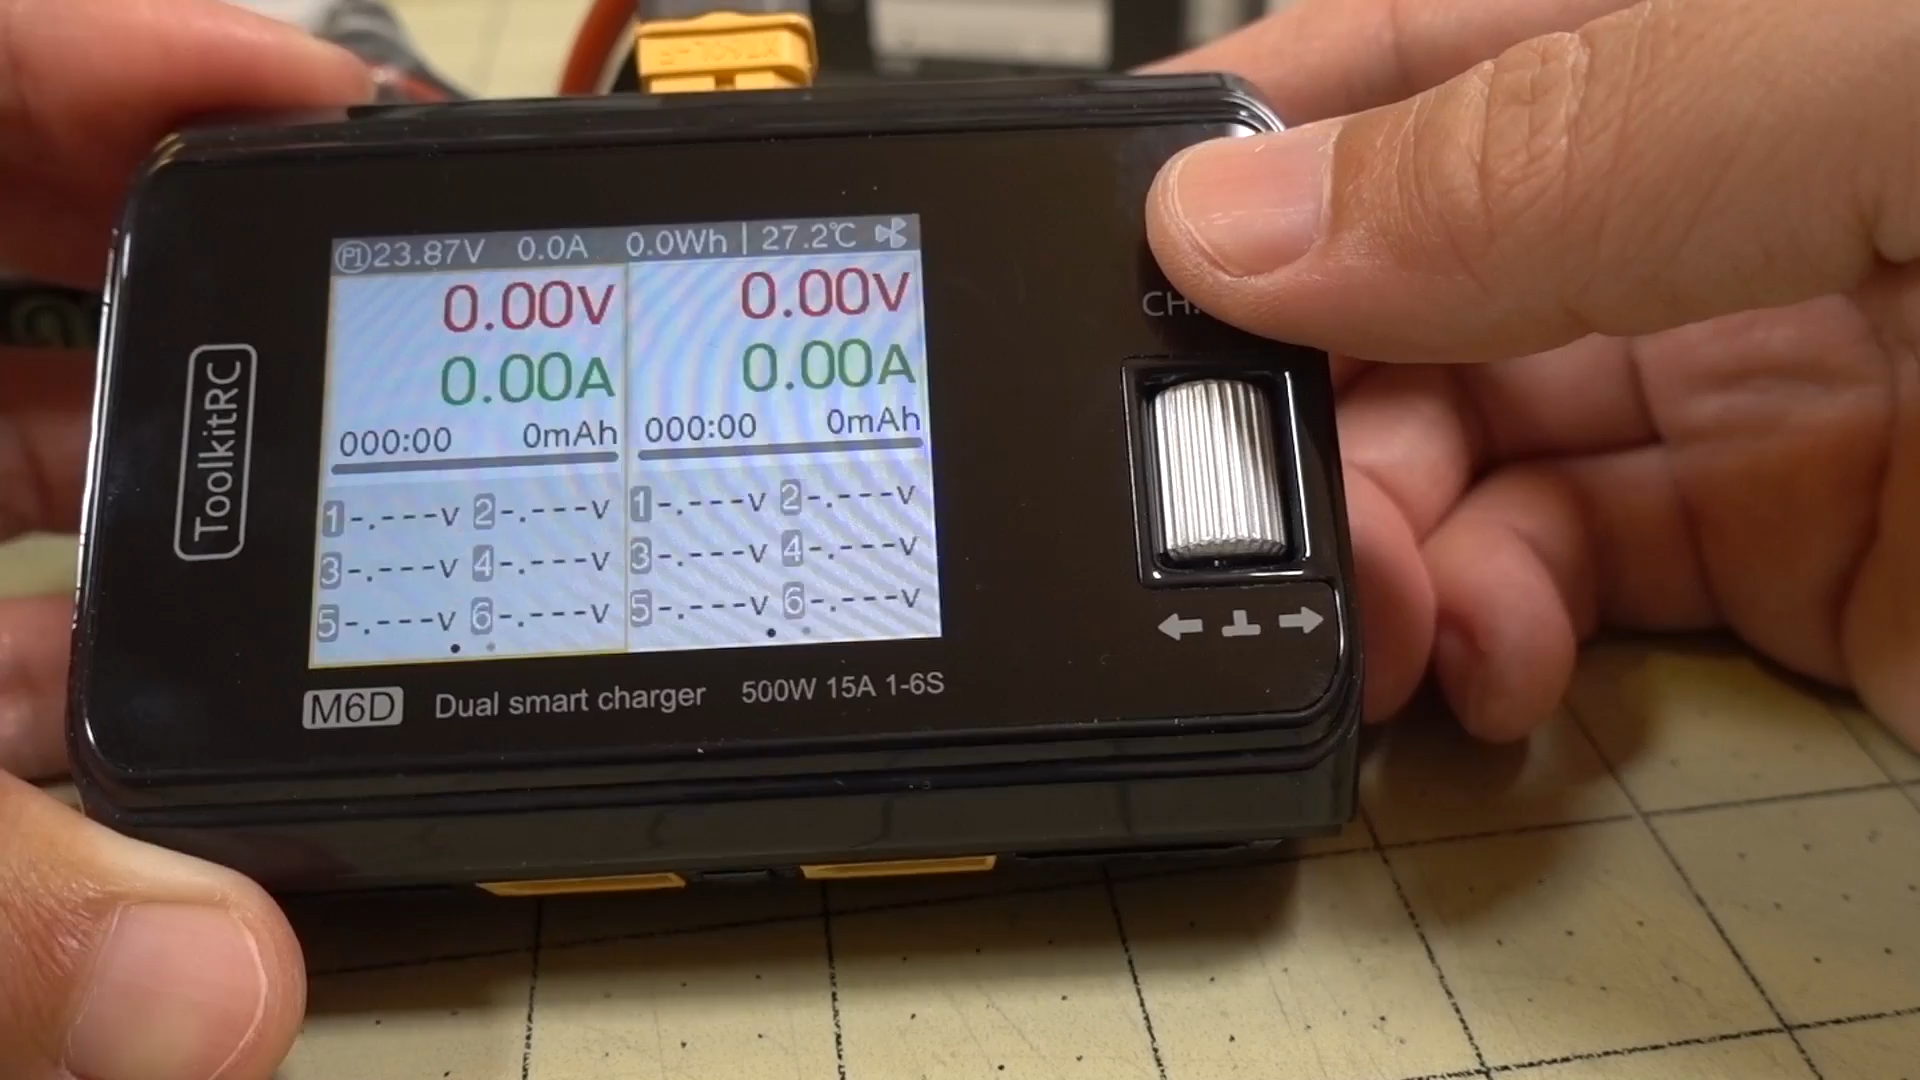 P1 23.87V 0.0A 0.0Wh | 27.2℃
0.00V 0.00V
0.00A 0.00A
000:00 0mAh 000:00 0mAh
1 -.---V 2 -.---V 1 -.---V 2 -.---V
3 -.---V 4 -.---V 3 -.---V 4 -.---V
5 -.---V 6 -.---V 5 -.---V 6 -.---V
ToolkitRC
M6D Dual smart charger 500W 15A 1-6S